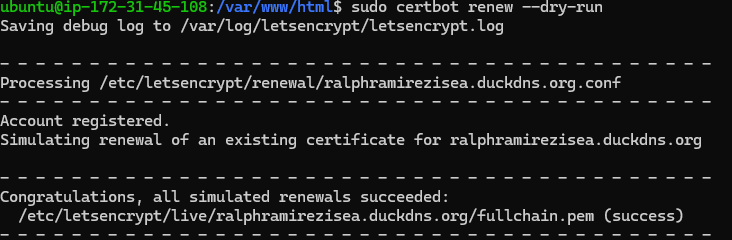 ubuntu@ip-172-31-45-108:/var/www/html$ sudo certbot renew --dry-run
Saving debug log to /var/log/letsencrypt/letsencrypt.log
- - - - - - - - - - - - - - - - - - - - - - - - - - - - - - - - - - - - - - - -
Processing /etc/letsencrypt/renewal/ralphramirezisea.duckdns.org.conf
- - - - - - - - - - - - - - - - - - - - - - - - - - - - - - - - - - - - - - - -
Account registered.
Simulating renewal of an existing certificate for ralphramirezisea.duckdns.org
- - - - - - - - - - - - - - - - - - - - - - - - - - - - - - - - - - - - - - - -
Congratulations, all simulated renewals succeeded:
  /etc/letsencrypt/live/ralphramirezisea.duckdns.org/fullchain.pem (success)
- - - - - - - - - - - - - - - - - - - - - - - - - - - - - - - - - - - - - - - -